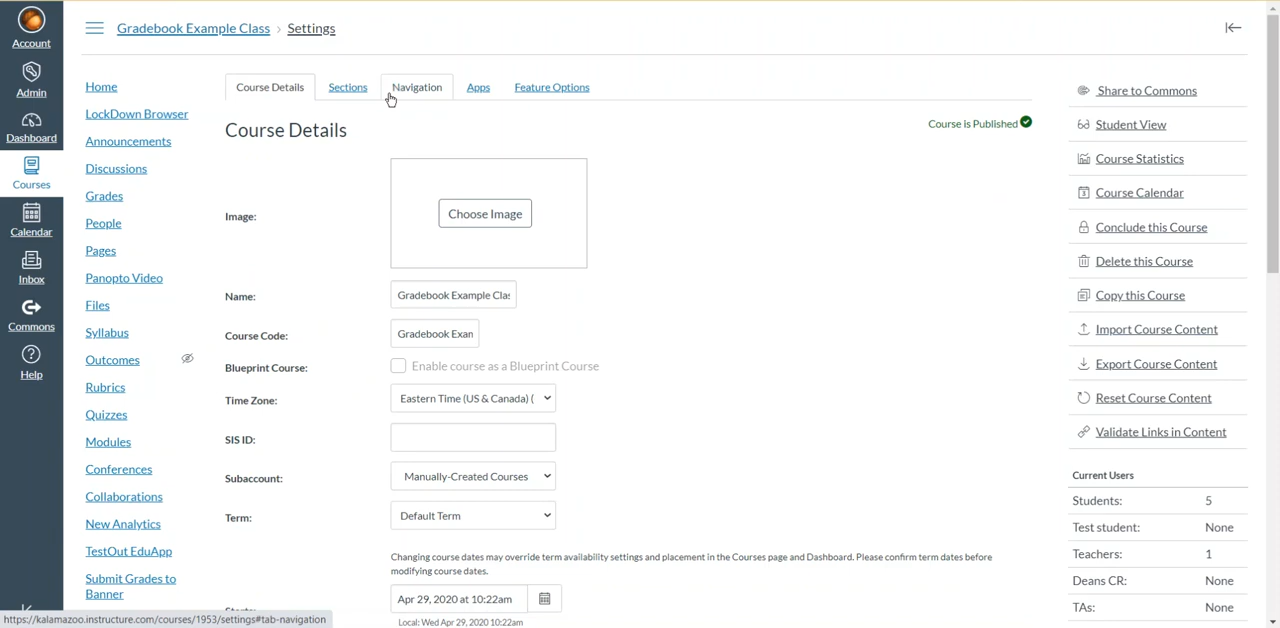 Account
Admin
Dashboard
Courses
Calendar
Inbox
Commons
Help
Gradebook Example Class › Settings
Home
LockDown Browser
Announcements
Discussions
Grades
People
Pages
Panopto Video
Files
Syllabus
Outcomes
Rubrics
Quizzes
Modules
Conferences
Collaborations
New Analytics
TestOut EduApp
Submit Grades to
Banner
Course Details Sections Navigation Apps Feature Options
Course Details
Course is Published
Image:
Choose Image
Name:
Gradebook Example Clas
Course Code:
Gradebook Exan
Blueprint Course:
Enable course as a Blueprint Course
Time Zone:
Eastern Time (US & Canada) (
SIS ID:
Subaccount:
Manually-Created Courses
Term:
Default Term
Changing course dates may override term availability settings and placement in the Courses page and Dashboard. Please confirm term dates before
modifying course dates.
Apr 29, 2020 at 10:22am
Local: Wed Apr 29, 2020 10:22am
Share to Commons
Student View
Course Statistics
Course Calendar
Conclude this Course
Delete this Course
Copy this Course
Import Course Content
Export Course Content
Reset Course Content
Validate Links in Content
Current Users
Students: 5
Test student: None
Teachers: 1
Deans CR: None
TAs: None
https://kalamazoo.instructure.com/courses/1953/settings#tab-navigation